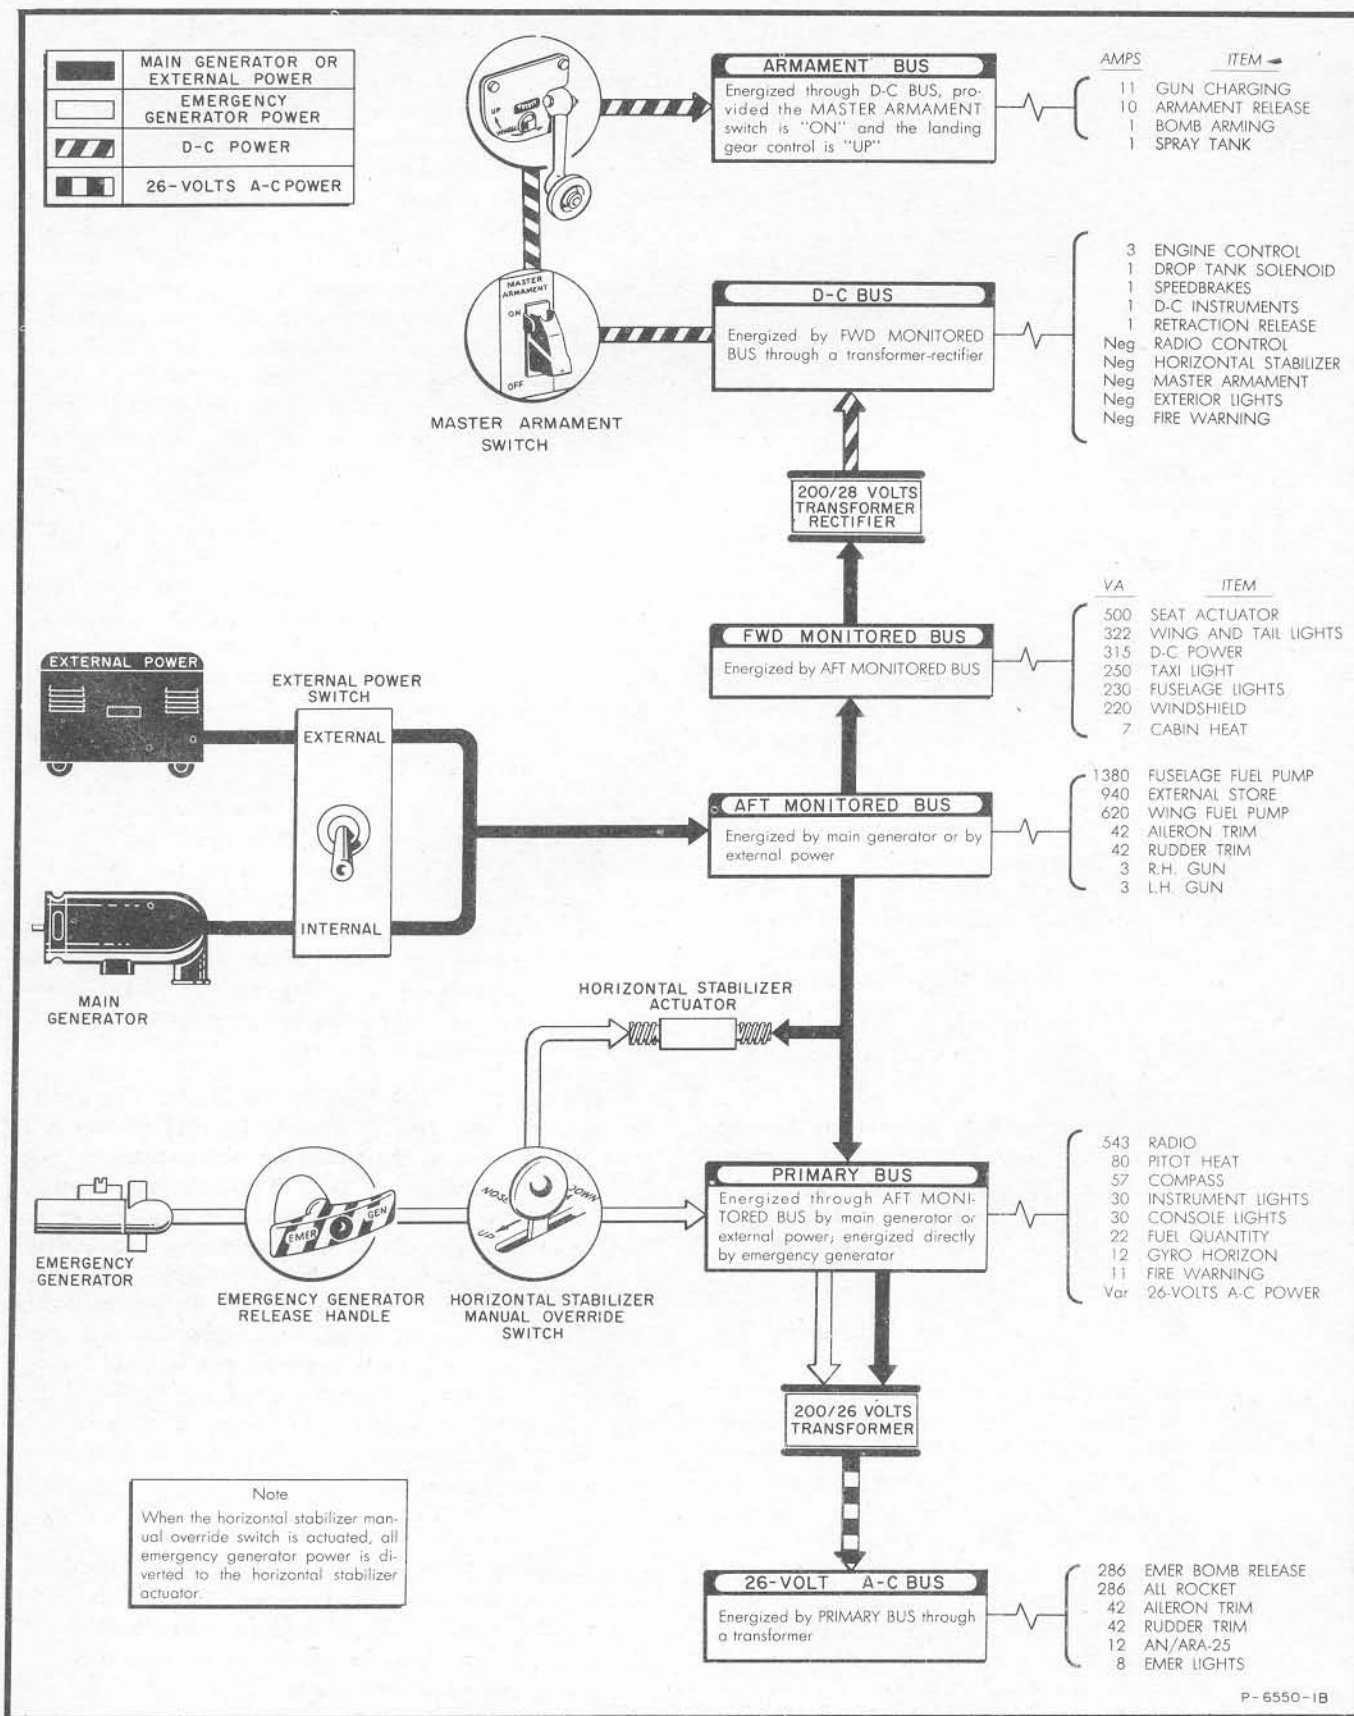 MAIN GENERATOR OR
EXTERNAL POWER
EMERGENCY
GENERATOR POWER
D-C POWER
26-VOLTS A-C POWER
UP
WHEELS
ARMAMENT BUS
Energized through D-C BUS, pro-
vided the MASTER ARMAMENT
switch is "ON" and the landing
gear control is "UP"
AMPS ITEM
11 GUN CHARGING
10 ARMAMENT RELEASE
1 BOMB ARMING
1 SPRAY TANK
MASTER
ARMAMENT
ON
OFF
MASTER ARMAMENT
SWITCH
D-C BUS
Energized by FWD MONITORED
BUS through a transformer-rectifier
3 ENGINE CONTROL
1 DROP TANK SOLENOID
1 SPEEDBRAKES
1 D-C INSTRUMENTS
1 RETRACTION RELEASE
Neg RADIO CONTROL
Neg HORIZONTAL STABILIZER
Neg MASTER ARMAMENT
Neg EXTERIOR LIGHTS
Neg FIRE WARNING
200/28 VOLTS
TRANSFORMER
RECTIFIER
FWD MONITORED BUS
Energized by AFT MONITORED BUS
VA ITEM
500 SEAT ACTUATOR
322 WING AND TAIL LIGHTS
315 D-C POWER
250 TAXI LIGHT
230 FUSELAGE LIGHTS
220 WINDSHIELD
7 CABIN HEAT
EXTERNAL POWER
EXTERNAL POWER
SWITCH
EXTERNAL
INTERNAL
MAIN
GENERATOR
AFT MONITORED BUS
Energized by main generator or by
external power
1380 FUSELAGE FUEL PUMP
940 EXTERNAL STORE
620 WING FUEL PUMP
42 AILERON TRIM
42 RUDDER TRIM
3 R.H. GUN
3 L.H. GUN
HORIZONTAL STABILIZER
ACTUATOR
EMERGENCY
GENERATOR
EMER GEN
EMERGENCY GENERATOR
RELEASE HANDLE
NOSE DOWN
UP
HORIZONTAL STABILIZER
MANUAL OVERRIDE
SWITCH
PRIMARY BUS
Energized through AFT MONI-
TORED BUS by main generator or
external power; energized directly
by emergency generator
543 RADIO
80 PITOT HEAT
57 COMPASS
30 INSTRUMENT LIGHTS
30 CONSOLE LIGHTS
22 FUEL QUANTITY
12 GYRO HORIZON
11 FIRE WARNING
Var 26-VOLTS A-C POWER
200/26 VOLTS
TRANSFORMER
Note
When the horizontal stabilizer man-
ual override switch is actuated, all
emergency generator power is di-
verted to the horizontal stabilizer
actuator.
26-VOLT A-C BUS
Energized by PRIMARY BUS through
a transformer
286 EMER BOMB RELEASE
286 ALL ROCKET
42 AILERON TRIM
42 RUDDER TRIM
12 AN/ARA-25
8 EMER LIGHTS
P-6550-1B